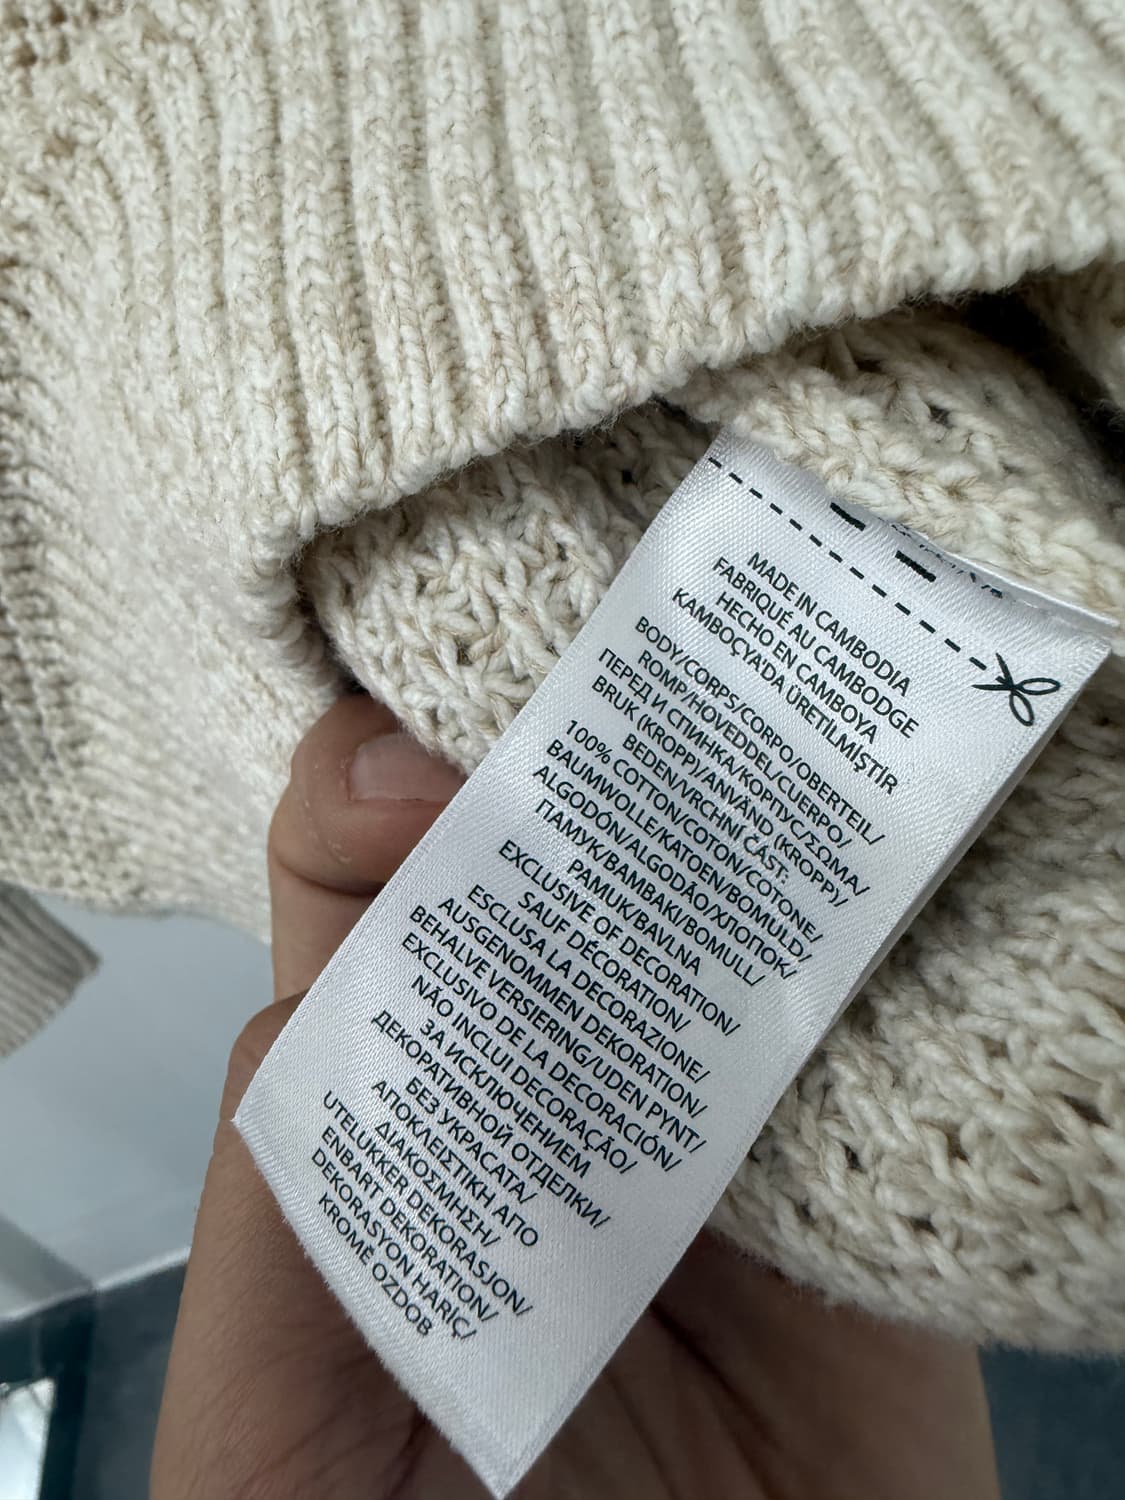 MADE IN CAMBODIA
FABRIQUÉ AU CAMBODGE
HECHO EN CAMBOYA
KAMBOÇYA'DA ÜRETİLMİŞTİR
BODY/CORPS/CORPO/OBERTEIL/
ROMP/HOVEDDEL/CUERPO/
ПЕРЕД И СПИНКА/КОРПУС/ΣΩΜΑ/
BRUK (KROPP)/ANVÄND (KROPP)/
BEDEN/VRCHNÍ ČÁST:
100% COTTON/COTON/COTONE/
BAUMWOLLE/KATOEN/BOMULD/
ALGODÓN/ALGODÃO/ХЛОПОК/
ПАМУК/ΒΑΜΒΑΚΙ/BOMULL/
PAMUK/BAVLNA
EXCLUSIVE OF DECORATION/
SAUF DÉCORATION/
ESCLUSA LA DECORAZIONE/
AUSGENOMMEN DEKORATION/
BEHALVE VERSIERING/UDEN PYNT/
EXCLUSIVO DE LA DECORACIÓN/
NÃO INCLUI DECORAÇÃO/
ЗА ИСКЛЮЧЕНИЕМ
ДЕКОРАТИВНОЙ ОТДЕЛКИ/
БЕЗ УКРАСАТА/
ΑΠΟΚΛΕΙΣΤΙΚΗ ΑΠΟ
ΔΙΑΚΟΣΜΗΣΗ/
UTELUKKER DEKORASJON/
ENBART DEKORATION/
DEKORASYON HARİÇ/
KROMĚ OZDOB